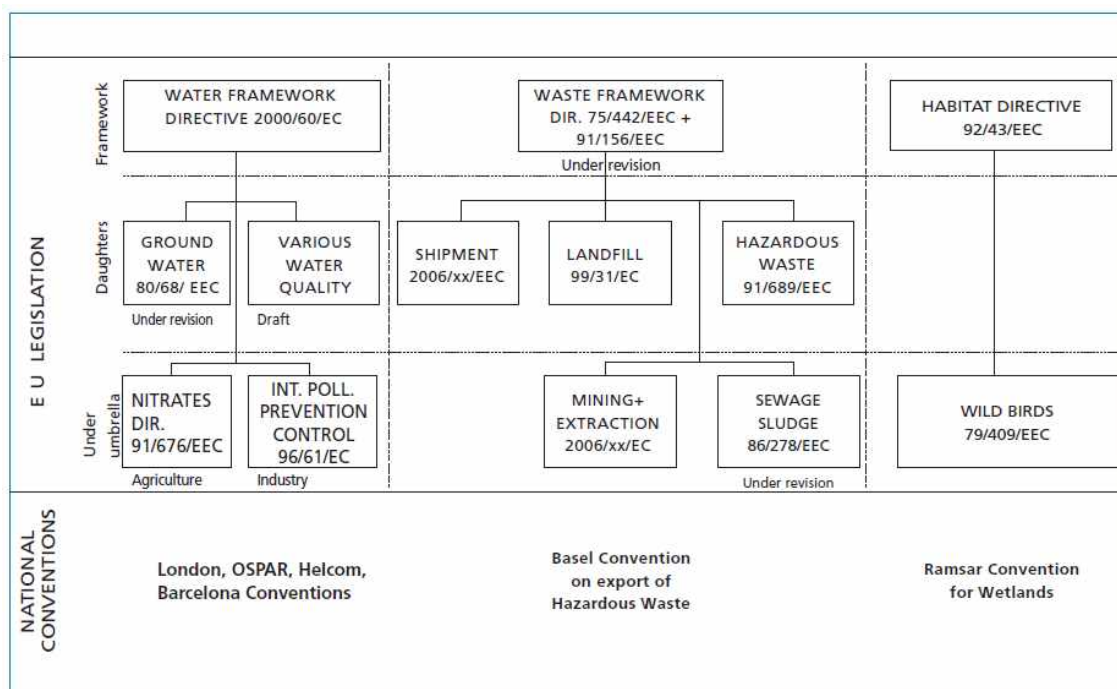 EU LEGISLATION
Framework
WATER FRAMEWORK
DIRECTIVE 2000/60/EC
WASTE FRAMEWORK
DIR. 75/442/EEC +
91/156/EEC
Under revision
HABITAT DIRECTIVE
92/43/EEC
Daughters
GROUND
WATER
80/68/ EEC
Under revision
VARIOUS
WATER
QUALITY
Draft
SHIPMENT
2006/xx/EEC
LANDFILL
99/31/EC
HAZARDOUS
WASTE
91/689/EEC
Under
umbrella
NITRATES
DIR.
91/676/EEC
Agriculture
INT. POLL.
PREVENTION
CONTROL
96/61/EC
Industry
MINING+
EXTRACTION
2006/xx/EC
SEWAGE
SLUDGE
86/278/EEC
Under revision
WILD BIRDS
79/409/EEC
NATIONAL
CONVENTIONS
London, OSPAR, Helcom,
Barcelona Conventions
Basel Convention
on export of
Hazardous Waste
Ramsar Convention
for Wetlands